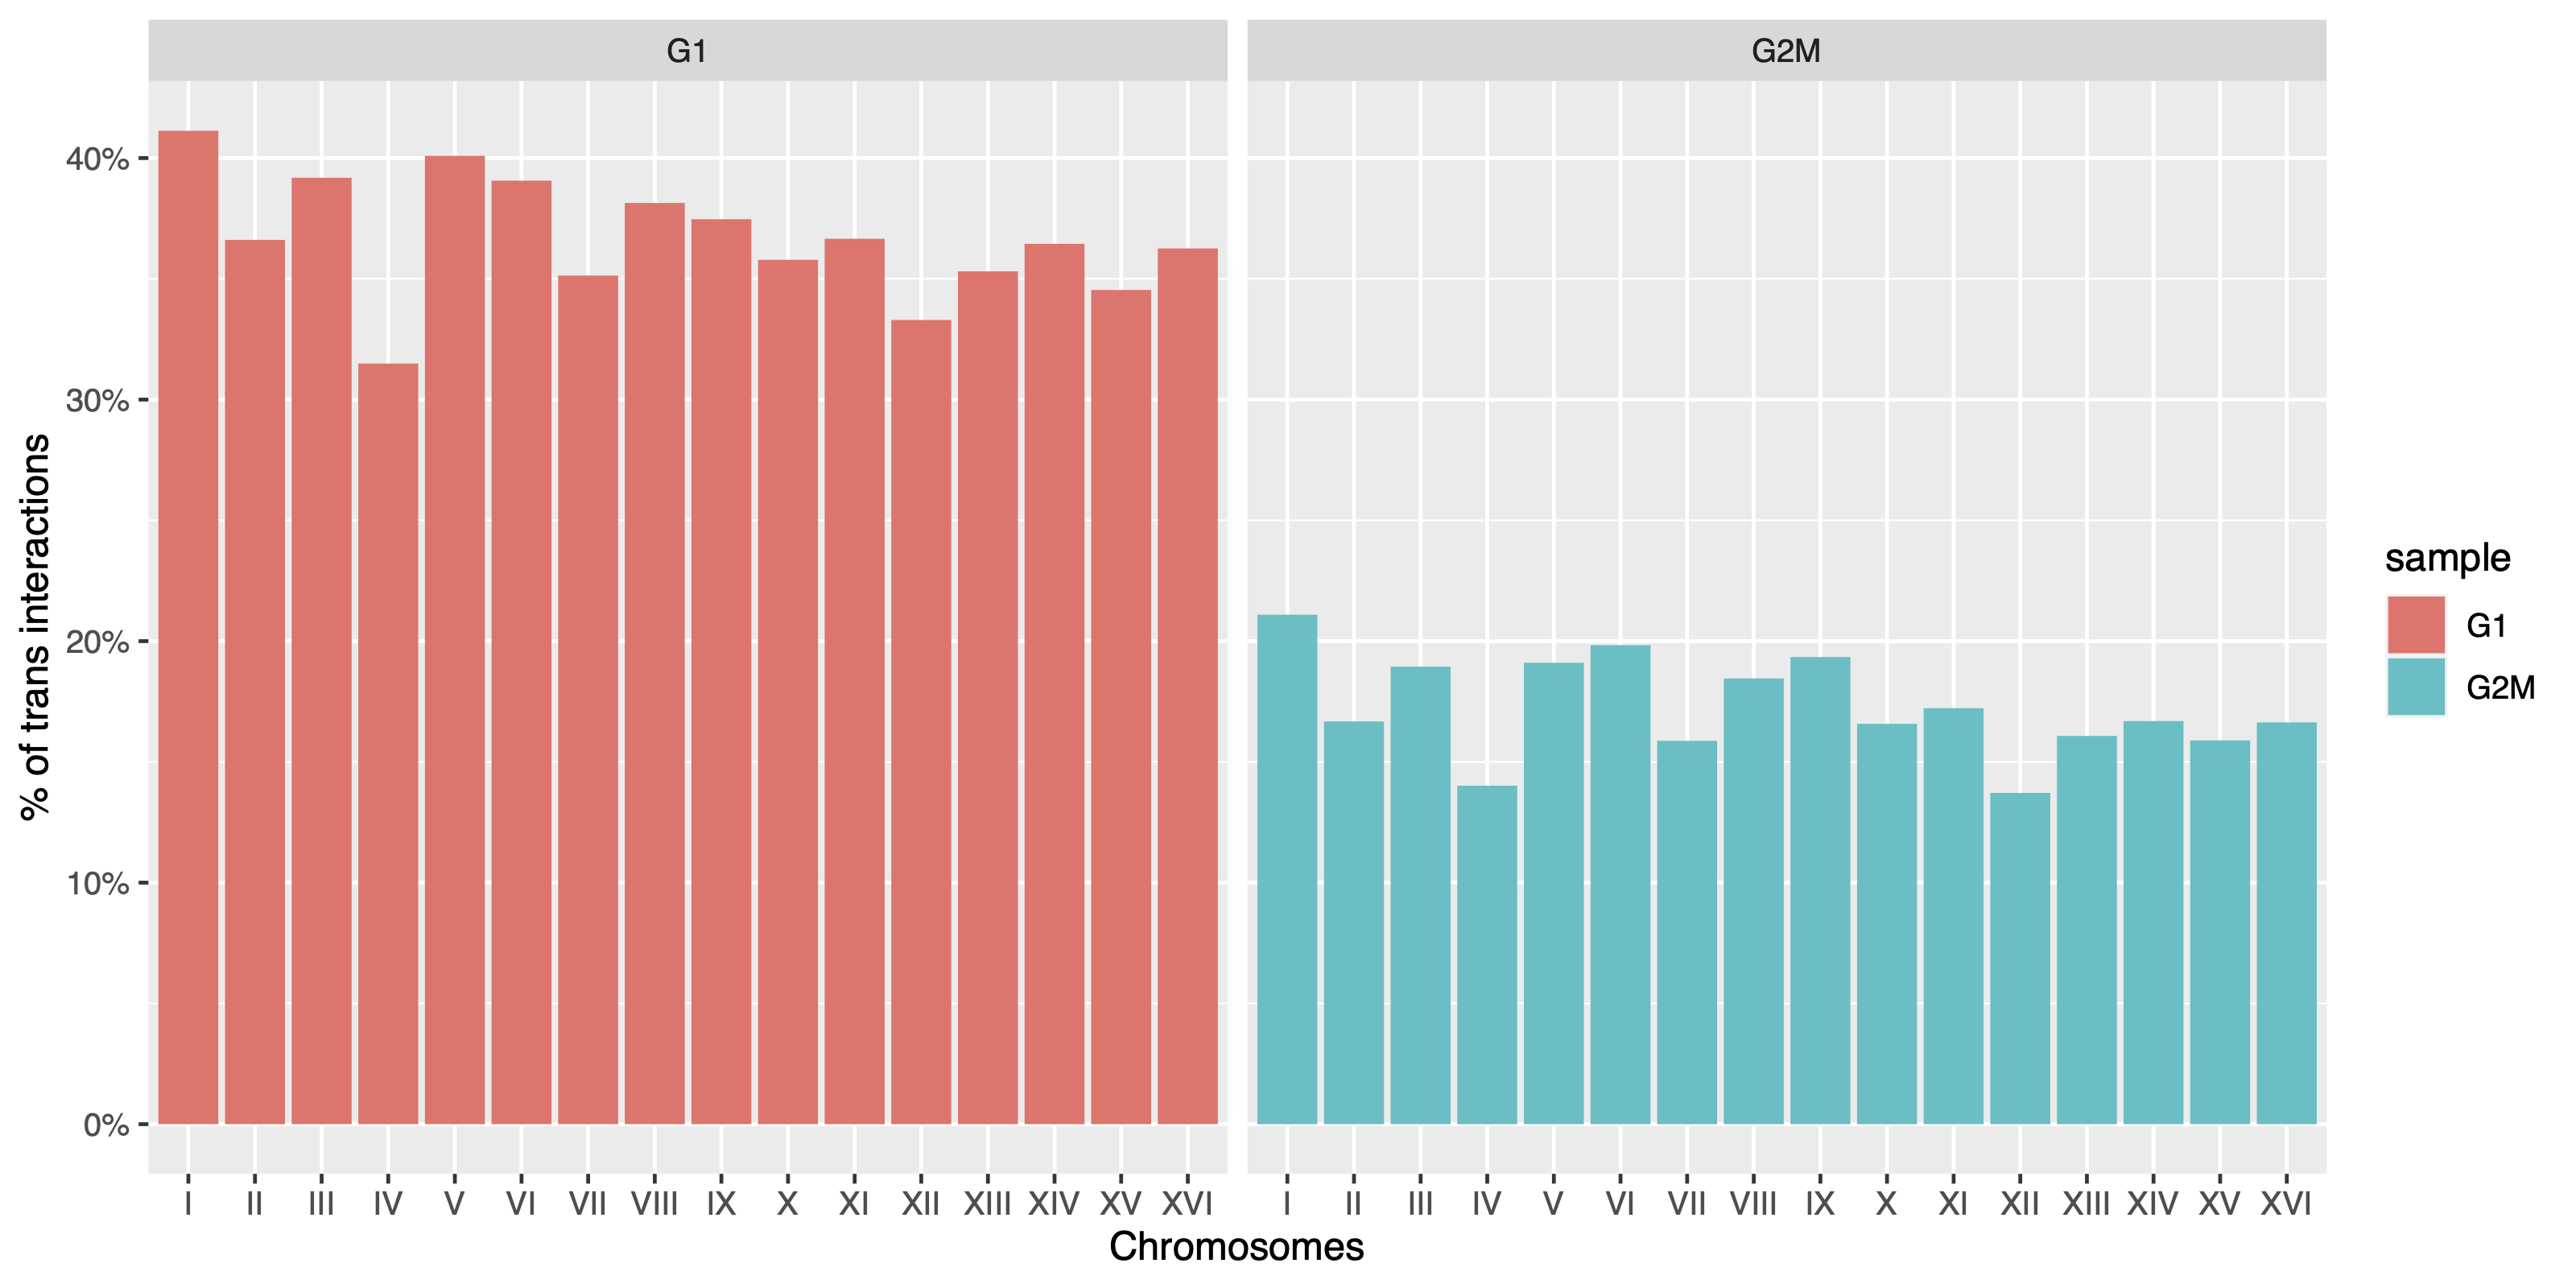 G1 G2M
40%
30%
20%
10%
0%
% of trans interactions
I II III IV V VI VII VIII IX X XI XII XIII XIV XV XVI I II III IV V VI VII VIII IX X XI XII XIII XIV XV XVI
Chromosomes
sample
G1
G2M